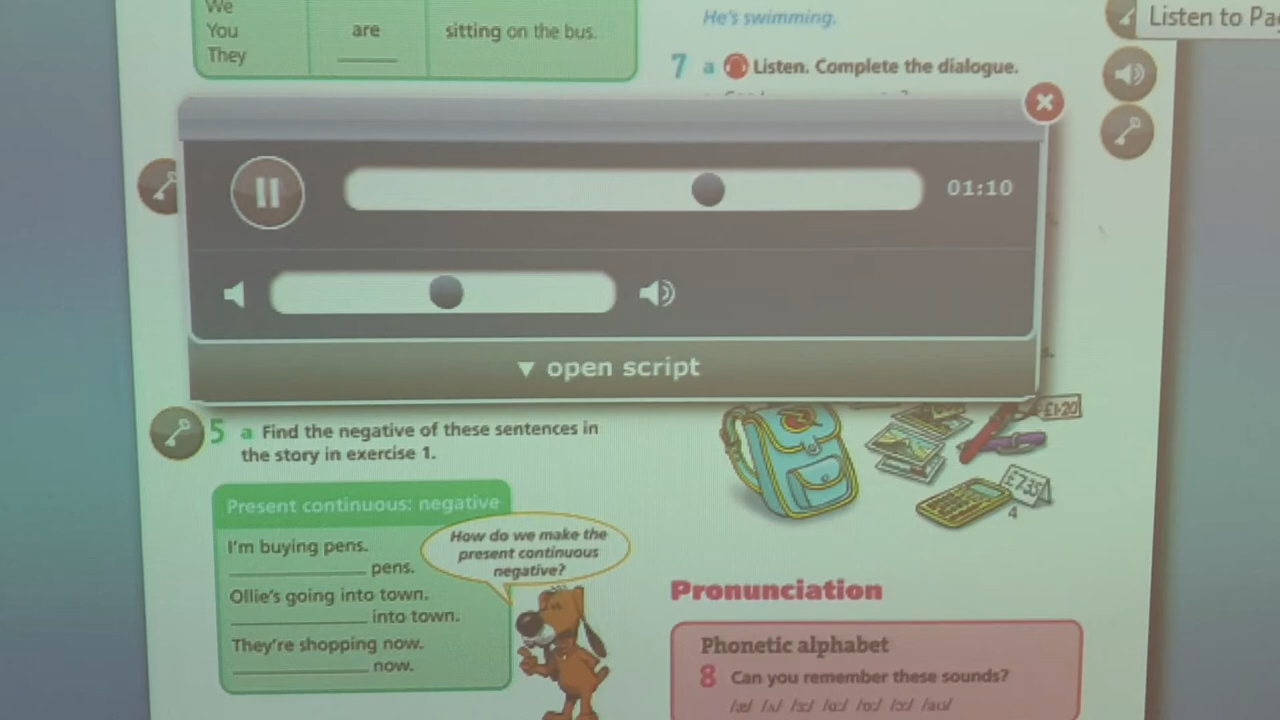 We
You are sitting on the bus.
They
He's swimming.
Listen to
7 a Listen. Complete the dialogue.
01:10
▼ open script
£1·20
£7.35
4
5 a Find the negative of these sentences in
the story in exercise 1.
Present continuous: negative
I'm buying pens.
____________ pens.
Ollie's going into town.
____________ into town.
They're shopping now.
____________ now.
How do we make the
present continuous
negative?
Pronunciation
Phonetic alphabet
8 Can you remember these sounds?